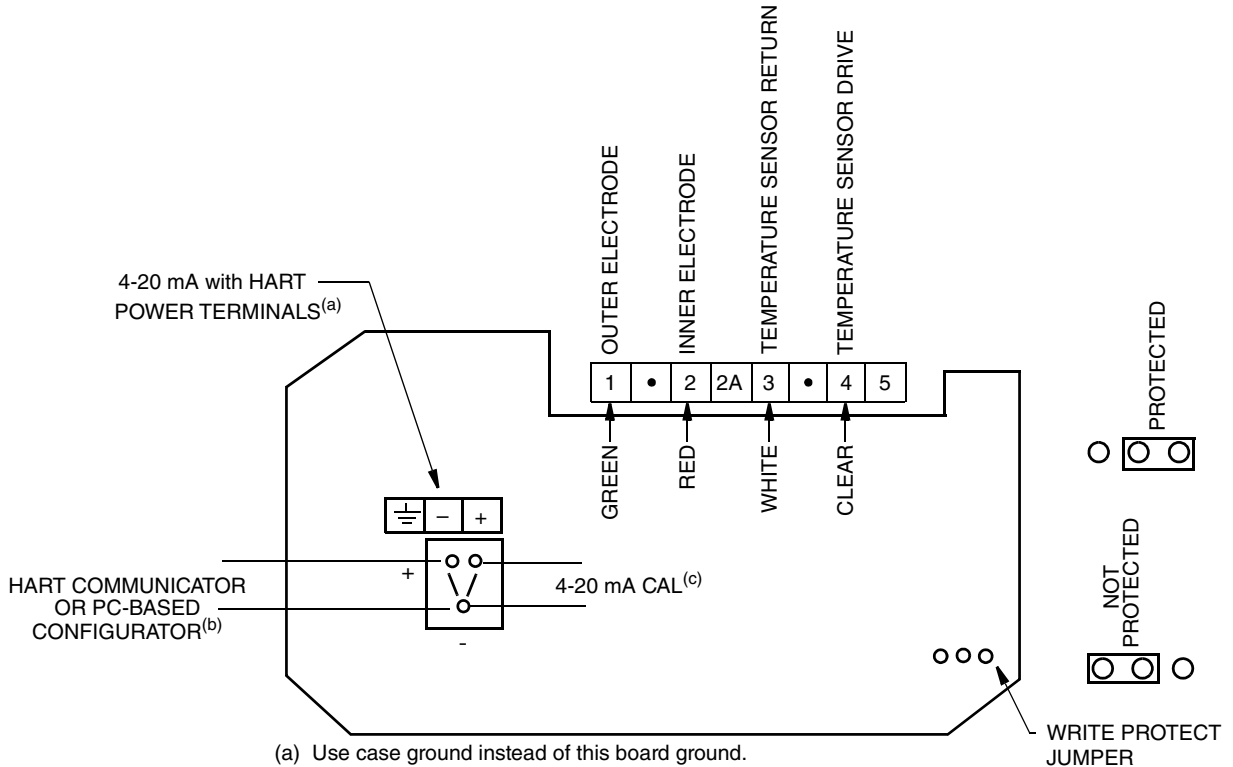 OUTER ELECTRODE
INNER ELECTRODE
TEMPERATURE SENSOR RETURN
TEMPERATURE SENSOR DRIVE
4-20 mA with HART
POWER TERMINALS(a)
1 • 2 2A 3 • 4 5
GREEN
RED
WHITE
CLEAR
PROTECTED
– +
+
HART COMMUNICATOR
OR PC-BASED
CONFIGURATOR(b)
4-20 mA CAL(c)
-
NOT
PROTECTED
WRITE PROTECT
JUMPER
(a) Use case ground instead of this board ground.